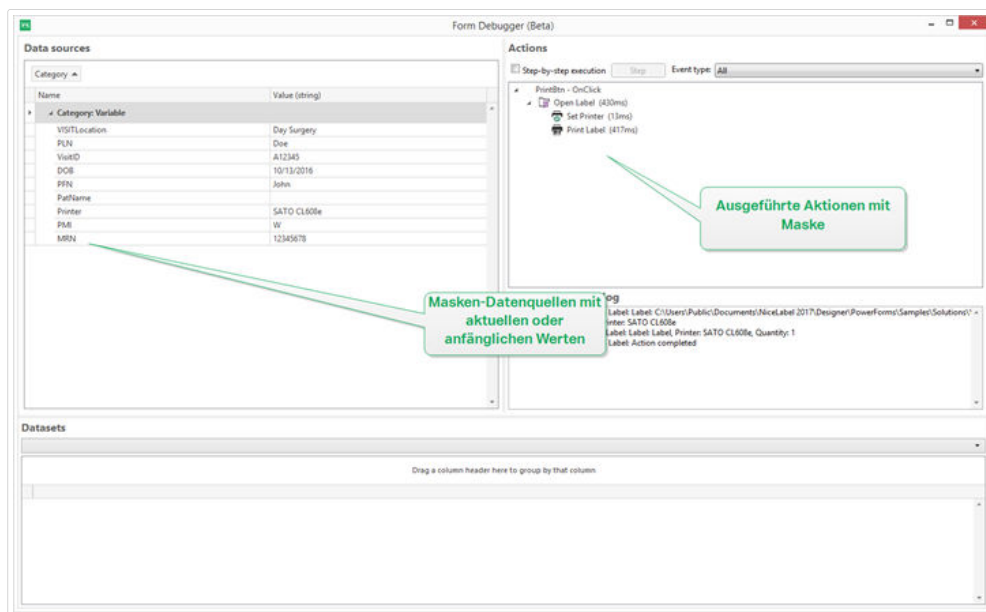 Form Debugger (Beta)
Data sources
Category
Name Value (string)
Category: Variable
VISITLocation Day Surgery
PLN Doe
VisitID A12345
DOB 10/13/2016
PFN John
PatName
Printer SATO CL608e
PMI W
MRN 12345678
Masken-Datenquellen mit
aktuellen oder
anfänglichen Werten
Actions
Step-by-step execution Step Event type: All
PrintBtn - OnClick
Open Label (430ms)
Set Printer (13ms)
Print Label (417ms)
Ausgeführte Aktionen mit
Maske
og
Label: Label: C:\Users\Public\Documents\NiceLabel 2017\Designer\PowerForms\Samples\Solutions\
inter: SATO CL608e
Label: Label: Label, Printer: SATO CL608e, Quantity: 1
Label: Action completed
Datasets
Drag a column header here to group by that column